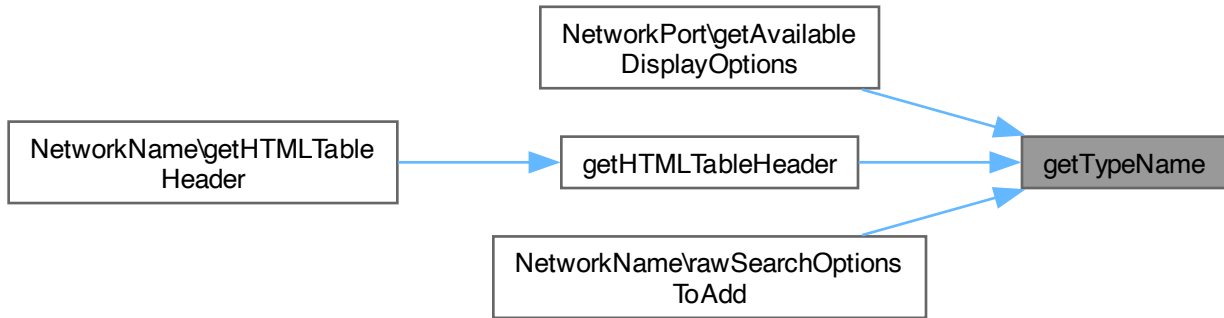 NetworkPort\getAvailable
DisplayOptions
NetworkName\getHTMLTable
Header
getHTMLTableHeader
getTypeName
NetworkName\rawSearchOptions
ToAdd